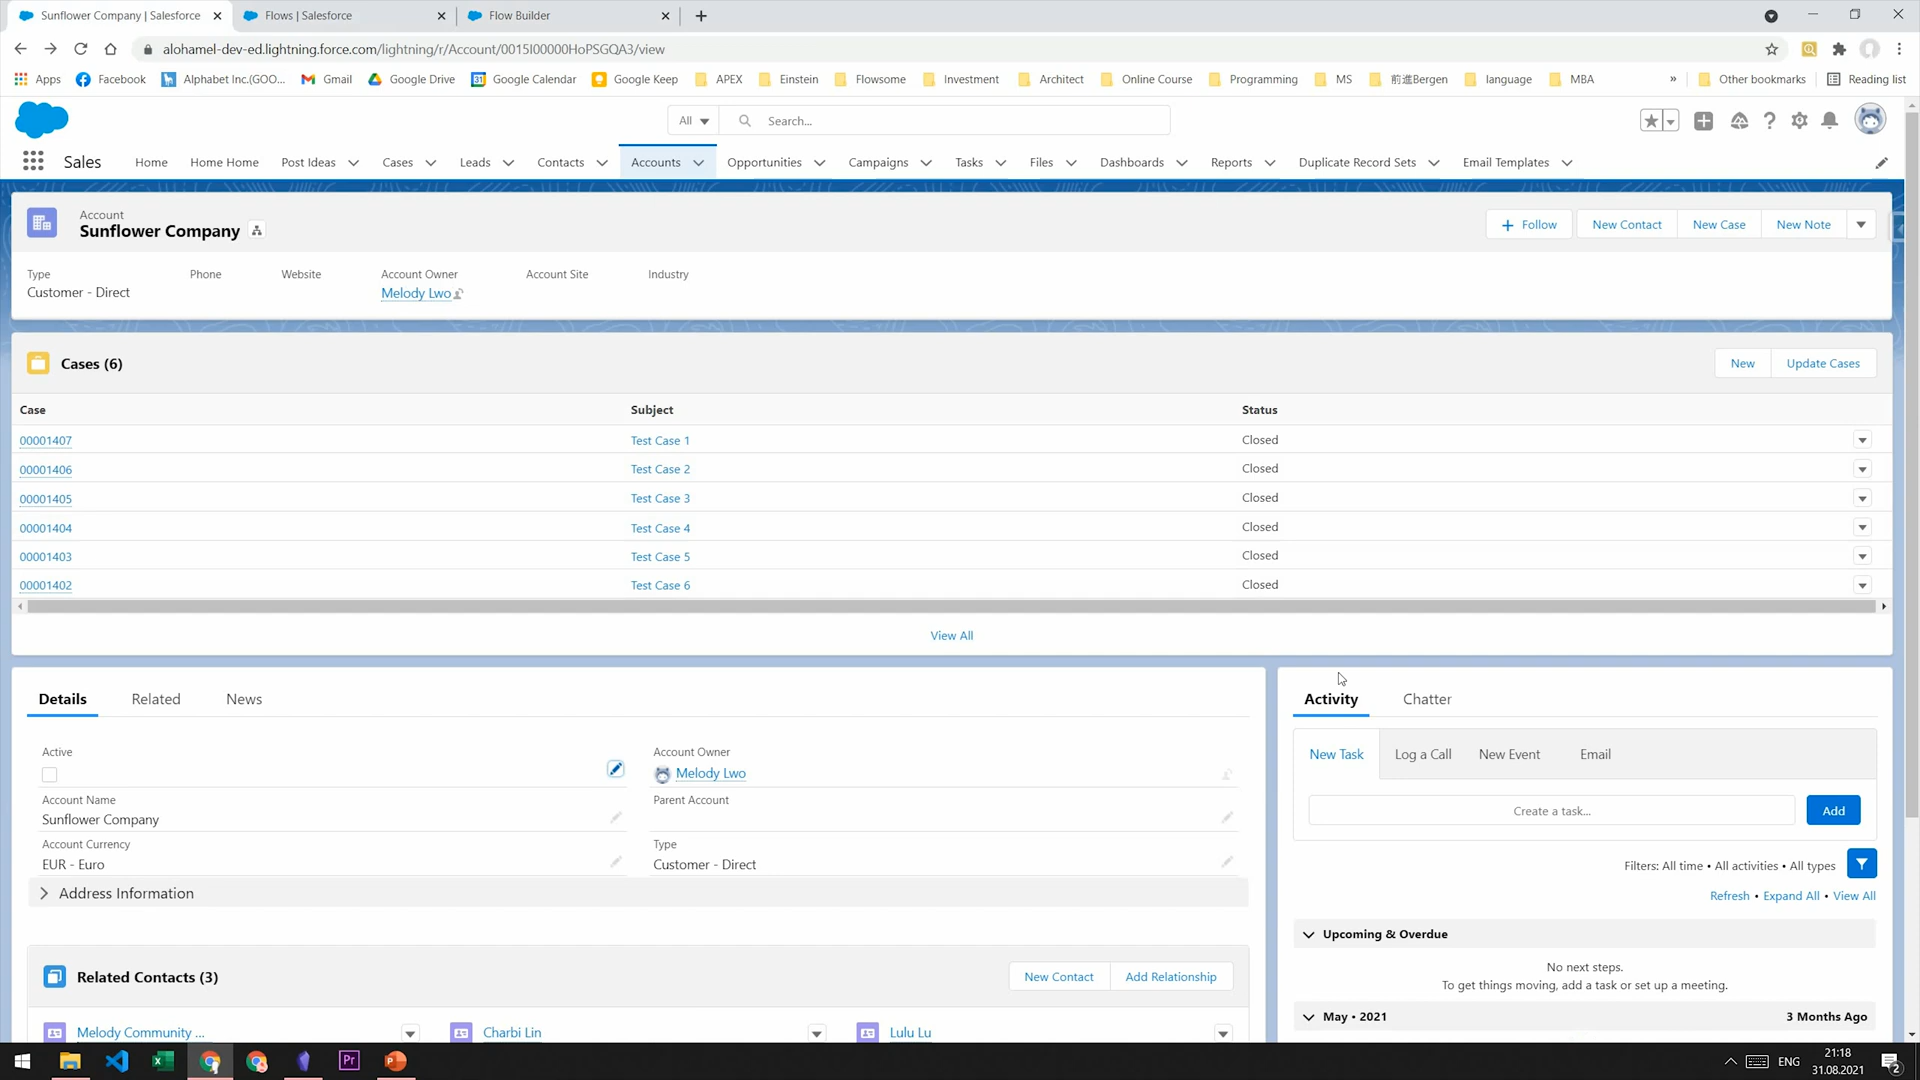 Sunflower Company | Salesforce
Flows | Salesforce
Flow Builder
alohamel-dev-ed.lightning.force.com/lightning/r/Account/0015I00000HoPSGQA3/view
Apps
Facebook
Alphabet Inc.(GOO...
Gmail
Google Drive
31
Google Calendar
Google Keep
APEX
Einstein
Flowsome
Investment
Architect
Online Course
Programming
MS
前進Bergen
language
MBA
»
Other bookmarks
Reading list
All
Search...
Sales
Home
Home Home
Post Ideas
Cases
Leads
Contacts
Accounts
Opportunities
Campaigns
Tasks
Files
Dashboards
Reports
Duplicate Record Sets
Email Templates
Account
Sunflower Company
Follow
New Contact
New Case
New Note
Type
Phone
Website
Account Owner
Account Site
Industry
Customer - Direct
Melody Lwo
Cases (6)
New
Update Cases
Case
Subject
Status
00001407
Test Case 1
Closed
00001406
Test Case 2
Closed
00001405
Test Case 3
Closed
00001404
Test Case 4
Closed
00001403
Test Case 5
Closed
00001402
Test Case 6
Closed
View All
Details
Related
News
Active
Account Owner
Melody Lwo
Account Name
Sunflower Company
Parent Account
Account Currency
EUR - Euro
Type
Customer - Direct
Address Information
Related Contacts (3)
New Contact
Add Relationship
Melody Community ...
Charbi Lin
Lulu Lu
Activity
Chatter
New Task
Log a Call
New Event
Email
Create a task...
Add
Filters: All time • All activities • All types
Refresh • Expand All • View All
Upcoming & Overdue
No next steps.
To get things moving, add a task or set up a meeting.
May • 2021
3 Months Ago
Pr
P
ENG
21:18
31.08.2021
2